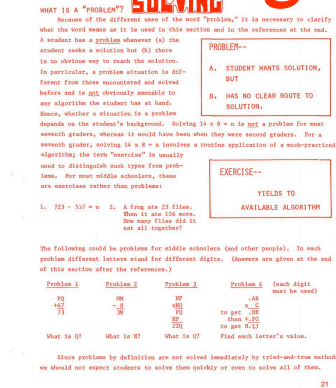 WHAT IS A "PROBLEM"?
SOLVING
Because of the different uses of the word "problem," it is necessary to clarify
what the word means as it is used in this section and in the references at the end.
A student has a problem whenever (a) the
student seeks a solution but (b) there
is no obvious way to reach the solution.
In particular, a problem situation is dif-
ferent from those encountered and solved
before and is not obviously amenable to
any algorithm the student has at hand.
Hence, whether a situation is a problem
PROBLEM--
A. STUDENT WANTS SOLUTION,
BUT
B. HAS NO CLEAR ROUTE TO
SOLUTION.
depends on the student's background. Solving 14 x 8 = n is not a problem for most
seventh graders, whereas it would have been when they were second graders. For a
seventh grader, solving 14 x 8 = n involves a routine application of a much-practiced
algorithm; the term "exercise" is usually
used to distinguish such types from prob-
lems. For most middle schoolers, these
are exercises rather than problems:
EXERCISE--
YIELDS TO
AVAILABLE ALGORITHM
1. 723 - 557 = n 2. A frog ate 23 flies.
Then it ate 156 more.
How many flies did it
eat all together?
The following could be problems for middle schoolers (and other people). In each
problem different letters stand for different digits. (Answers are given at the end
of this section after the references.)
Problem 1 Problem 2 Problem 3 Problem 4 (each digit
must be used)
PQ MM NP .AB
+47 - 8 xNQ x C
73 3N PQ to get .DE
NP then +.FG
22Q to get H.IJ
What is Q? What is N? What is Q? Find each letter's value.
Since problems by definition are not solved immediately by tried-and-true methods
we should not expect students to solve them quickly or even to solve all of them.
21